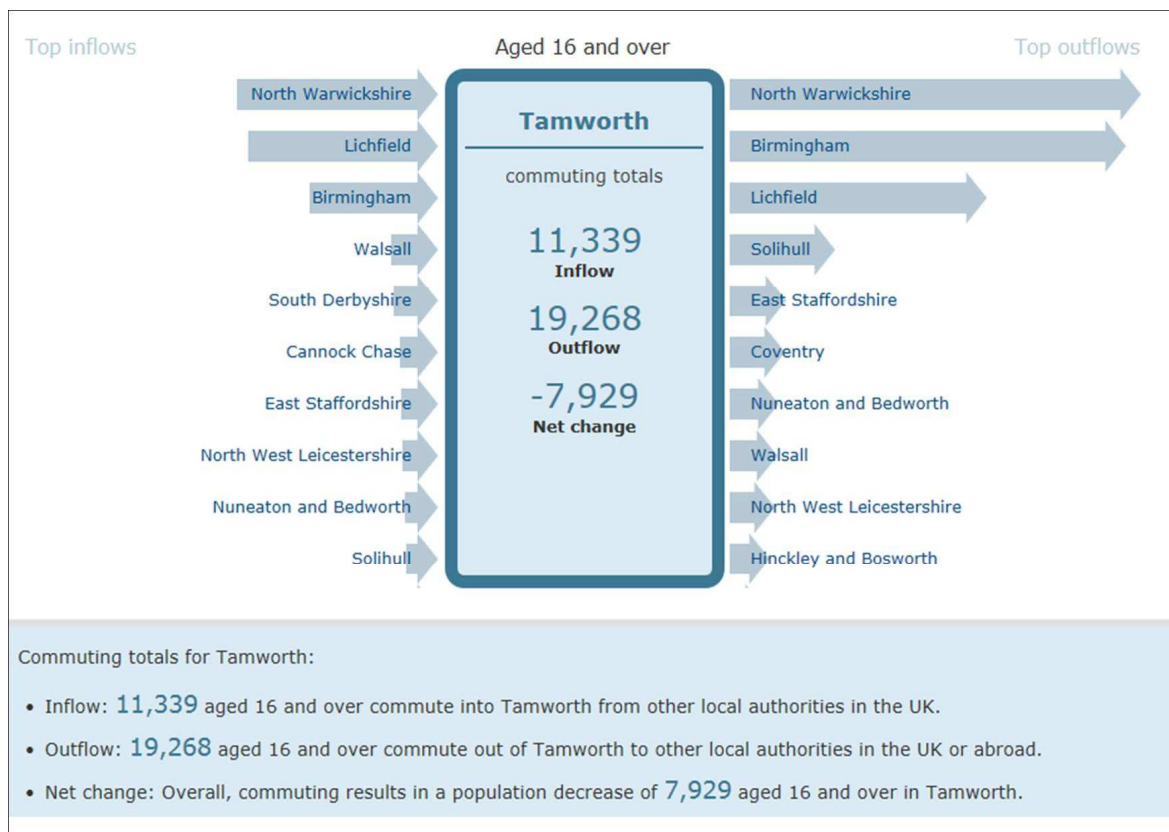 Top inflows
Aged 16 and over
Top outflows
North Warwickshire
Lichfield
Birmingham
Walsall
South Derbyshire
Cannock Chase
East Staffordshire
North West Leicestershire
Nuneaton and Bedworth
Solihull
Tamworth
commuting totals
11,339
Inflow
19,268
Outflow
-7,929
Net change
North Warwickshire
Birmingham
Lichfield
Solihull
East Staffordshire
Coventry
Nuneaton and Bedworth
Walsall
North West Leicestershire
Hinckley and Bosworth
Commuting totals for Tamworth:
• Inflow: 11,339 aged 16 and over commute into Tamworth from other local authorities in the UK.
• Outflow: 19,268 aged 16 and over commute out of Tamworth to other local authorities in the UK or abroad.
• Net change: Overall, commuting results in a population decrease of 7,929 aged 16 and over in Tamworth.